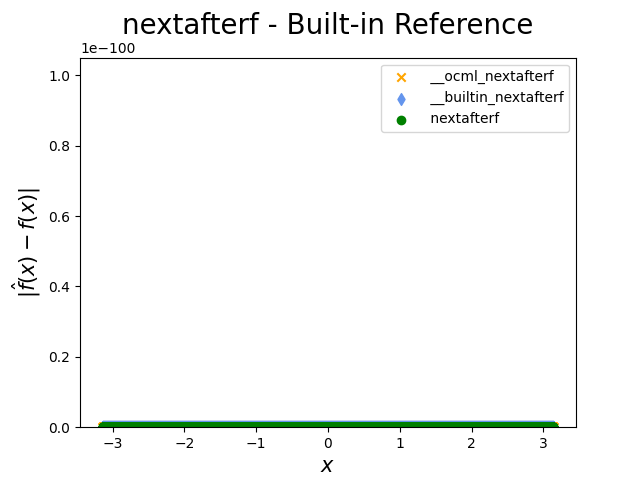 nextafterf - Built-in Reference
1e−100
1.0
0.8
0.6
0.4
0.2
0.0
|f̂(x) − f(x)|
__ocml_nextafterf
__builtin_nextafterf
nextafterf
−3 −2 −1 0 1 2 3
x